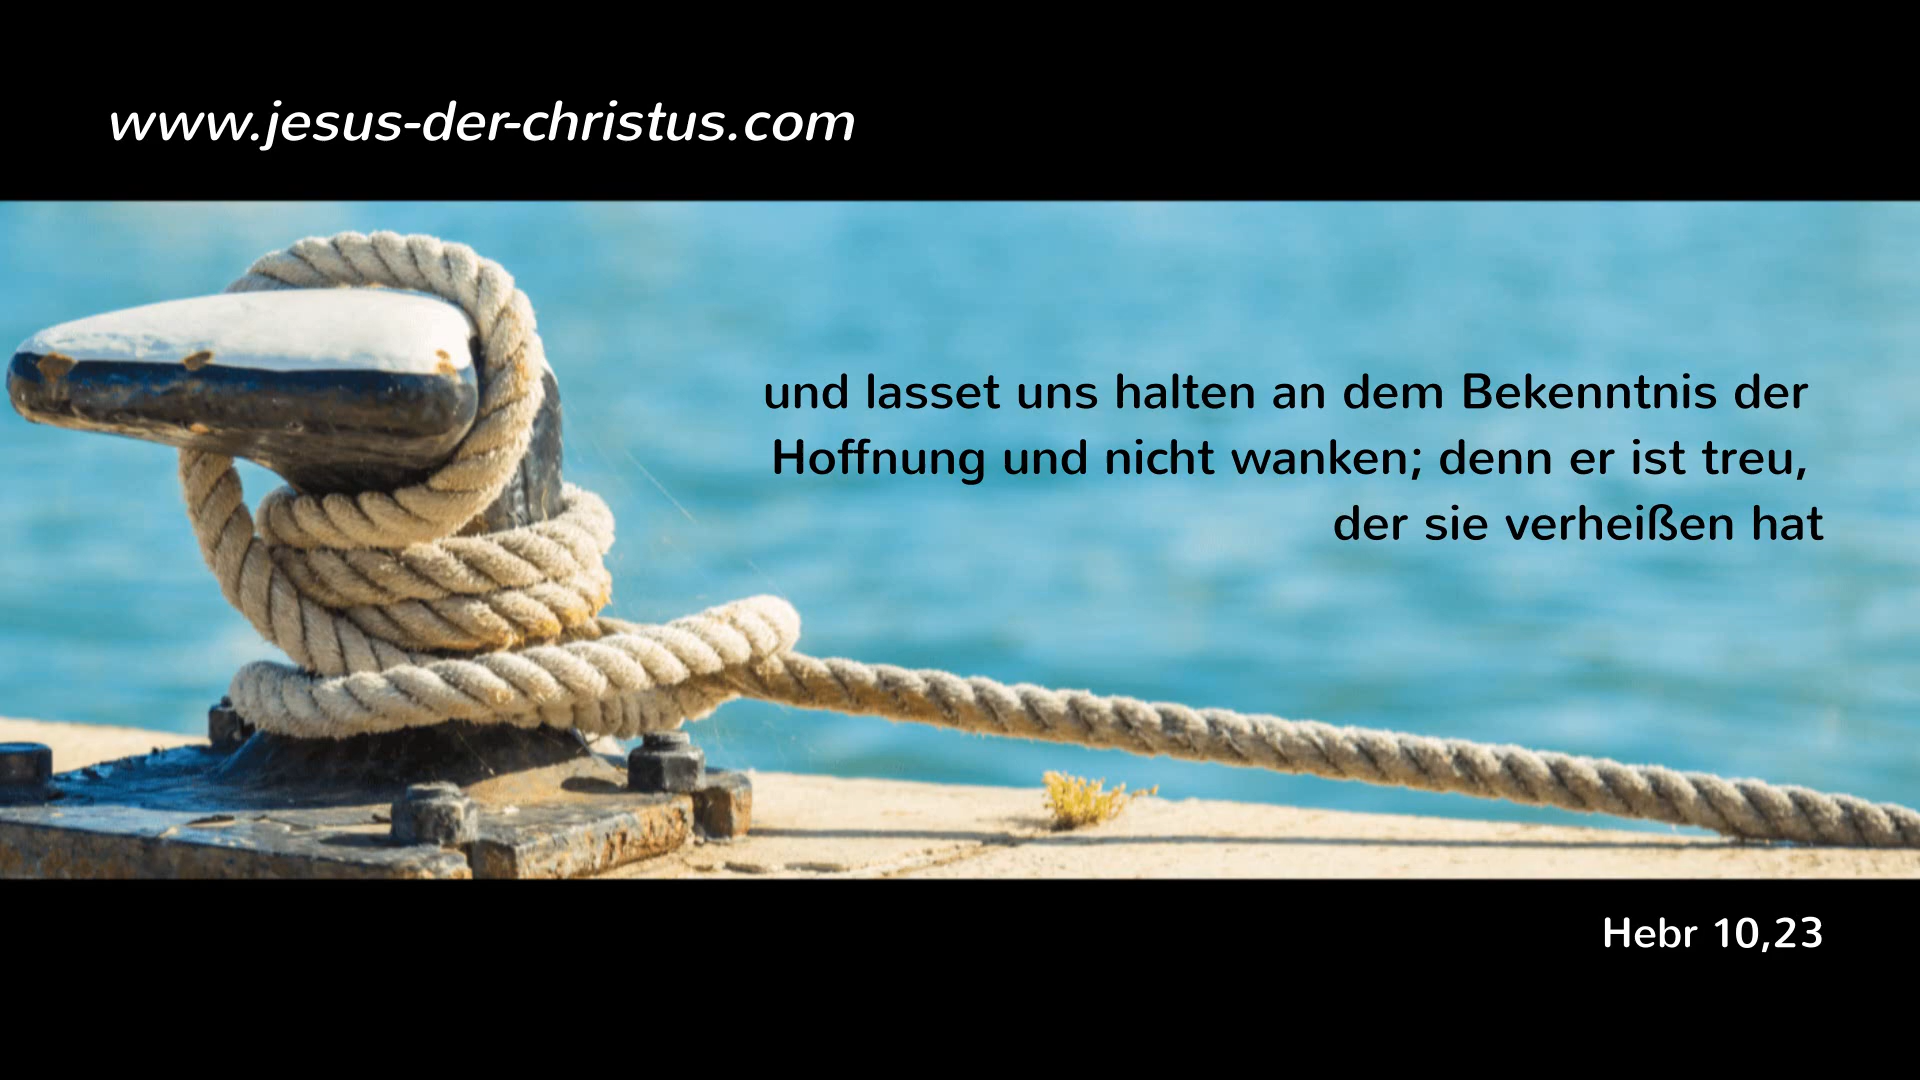 www.jesus-der-christus.com
und lasset uns halten an dem Bekenntnis der
Hoffnung und nicht wanken; denn er ist treu,
der sie verheißen hat
Hebr 10,23